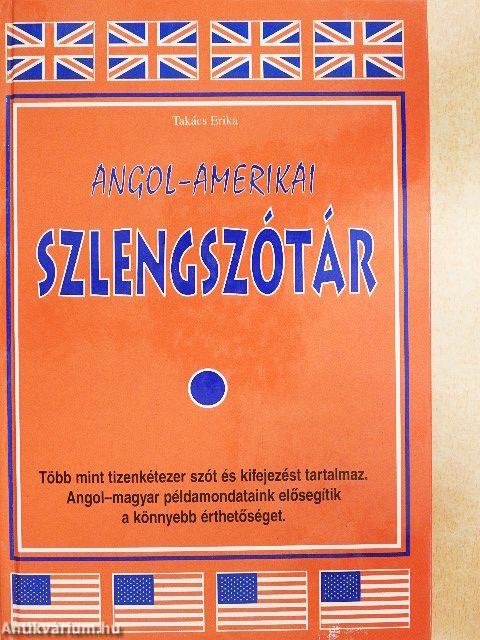 Takács Erika
ANGOL–AMERIKAI
SZLENGSZÓTÁR
Több mint tizenkétezer szót és kifejezést tartalmaz.
Angol–magyar példamondataink elősegítik
a könnyebb érthetőséget.
Antikvárium.hu